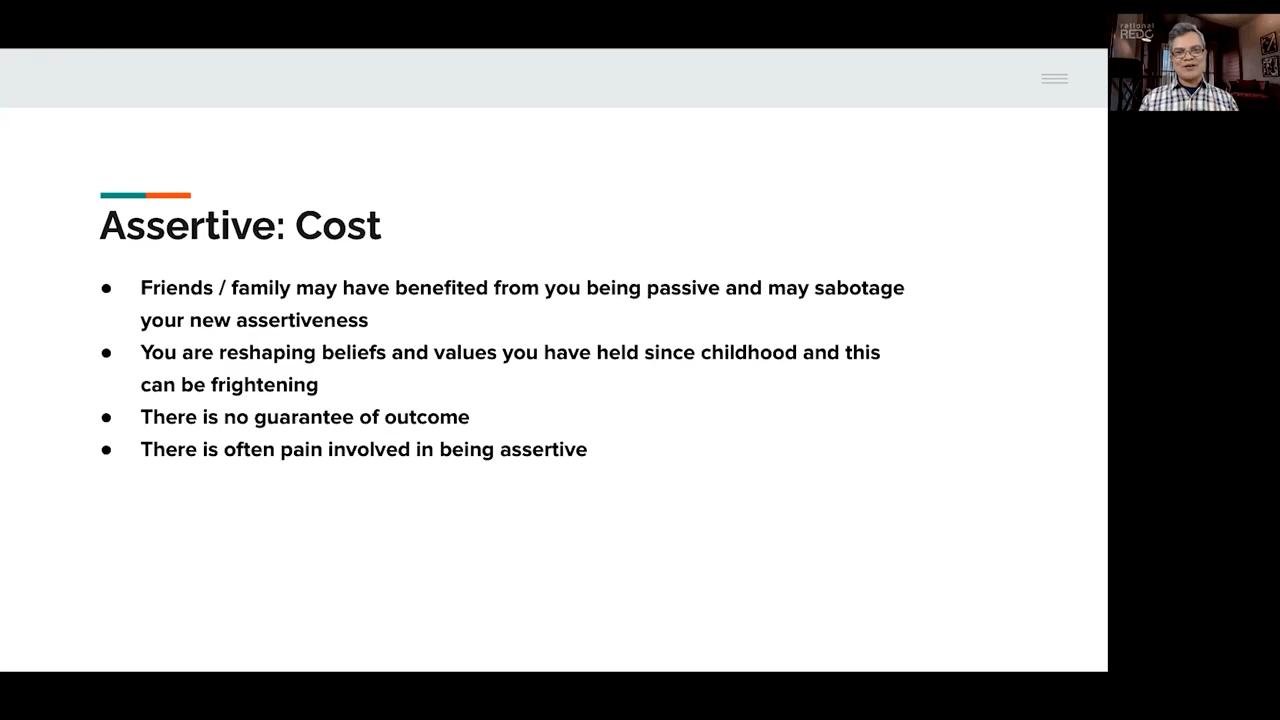 rational
REDO
Assertive: Cost
● Friends / family may have benefited from you being passive and may sabotage
your new assertiveness
● You are reshaping beliefs and values you have held since childhood and this
can be frightening
● There is no guarantee of outcome
● There is often pain involved in being assertive